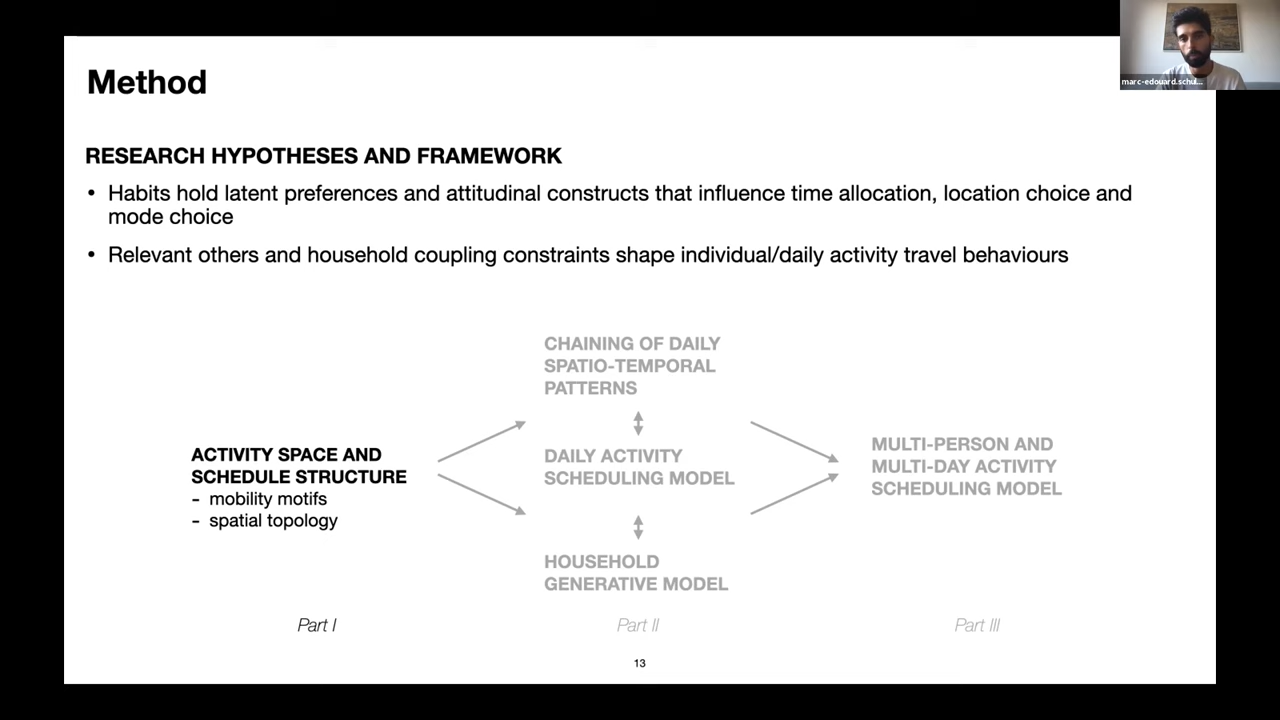 marc-edouard.schul...
Method
RESEARCH HYPOTHESES AND FRAMEWORK
• Habits hold latent preferences and attitudinal constructs that influence time allocation, location choice and
mode choice
• Relevant others and household coupling constraints shape individual/daily activity travel behaviours
CHAINING OF DAILY
SPATIO-TEMPORAL
PATTERNS
ACTIVITY SPACE AND
SCHEDULE STRUCTURE
- mobility motifs
- spatial topology
DAILY ACTIVITY
SCHEDULING MODEL
MULTI-PERSON AND
MULTI-DAY ACTIVITY
SCHEDULING MODEL
HOUSEHOLD
GENERATIVE MODEL
Part I
Part II
Part III
13